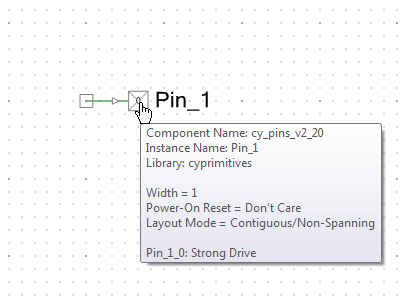 Pin_1
Component Name: cy_pins_v2_20
Instance Name: Pin_1
Library: cyprimitives
Width = 1
Power-On Reset = Don't Care
Layout Mode = Contiguous/Non-Spanning
Pin_1_0: Strong Drive